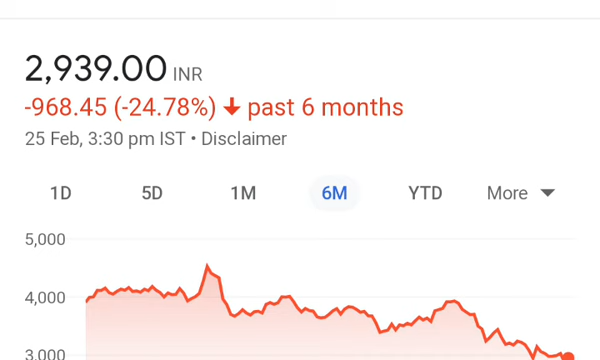 2,939.00 INR
-968.45 (-24.78%) ↓ past 6 months
25 Feb, 3:30 pm IST • Disclaimer
1D 5D 1M 6M YTD More
5,000
4,000
3,000